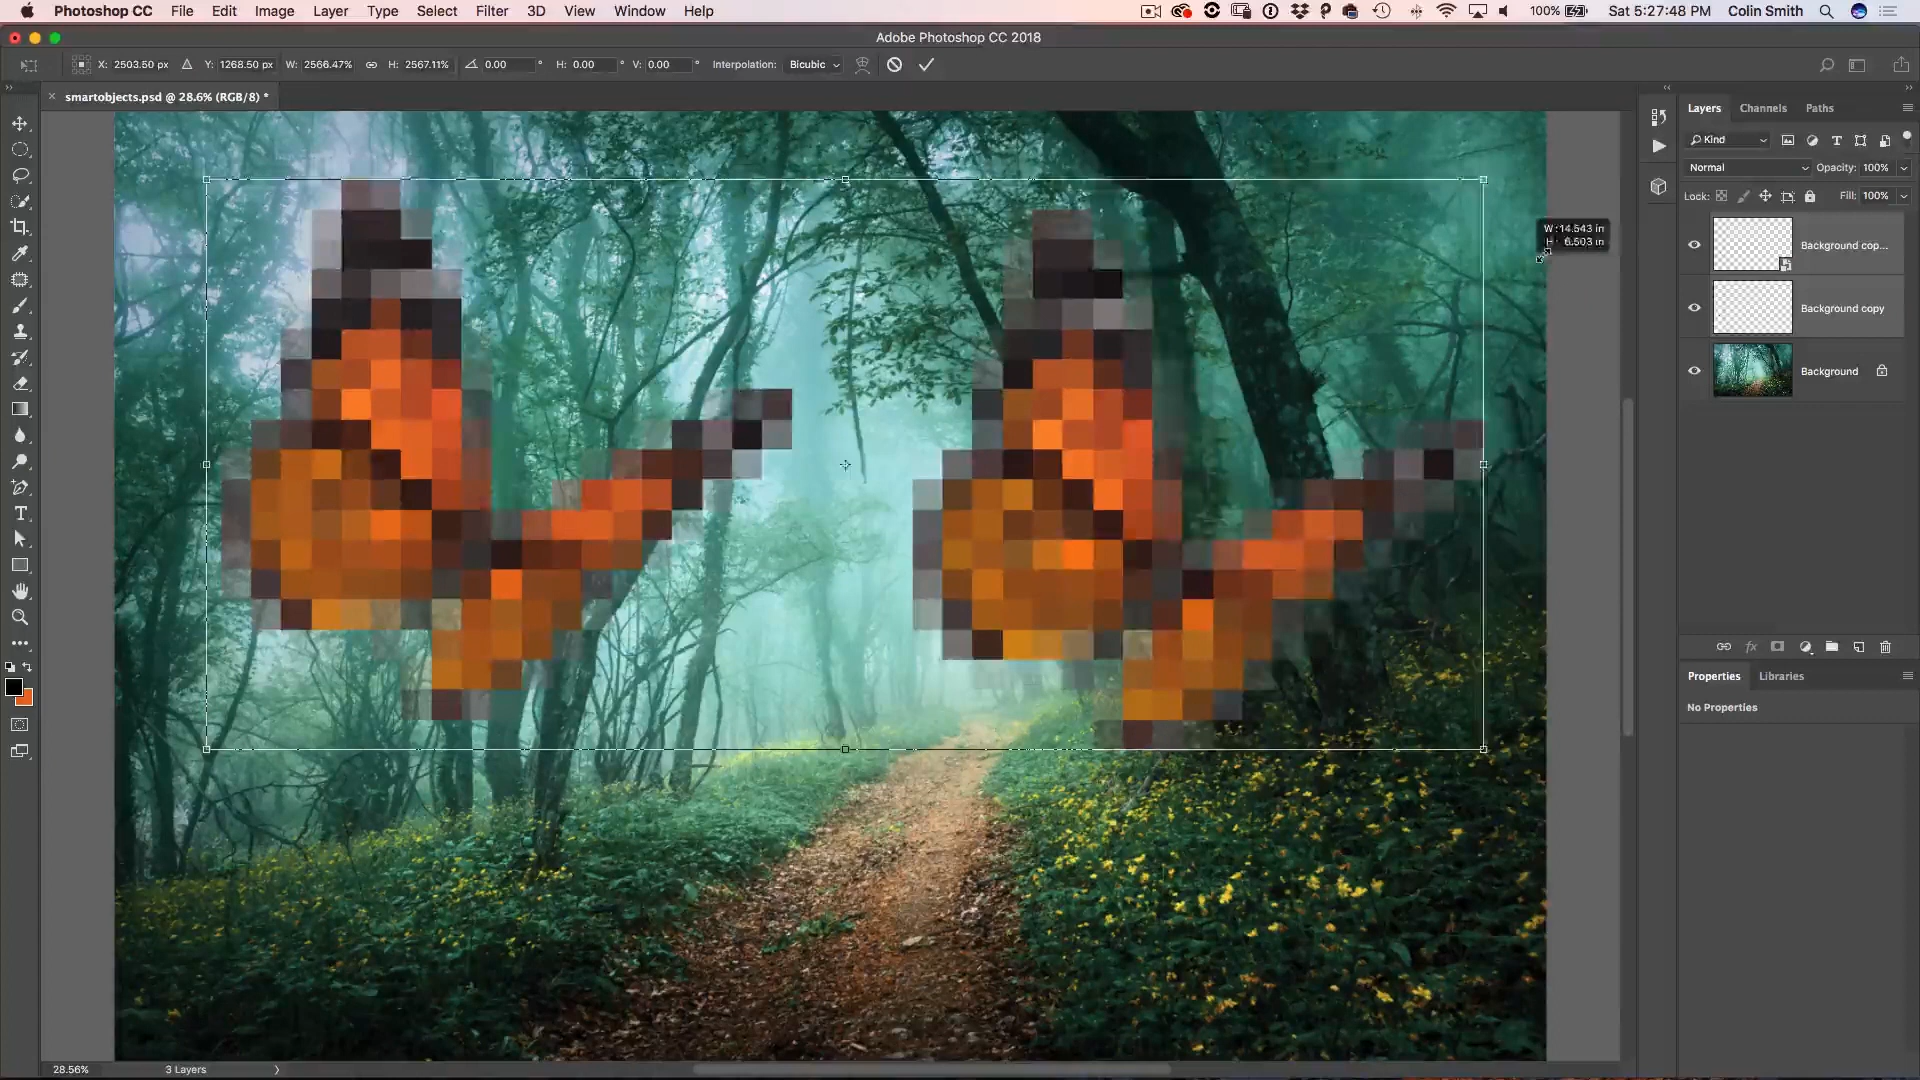 Photoshop CC File Edit Image Layer Type Select Filter 3D View Window Help 100% Sat 5:27:48 PM Colin Smith
Adobe Photoshop CC 2018
X: 2503.50 px Y: 1268.50 px W: 2566.47% H: 2567.11% 0.00 ° H: 0.00 ° V: 0.00 ° Interpolation: Bicubic
× smartobjects.psd @ 28.6% (RGB/8) *
Layers Channels Paths
Kind
Normal Opacity: 100%
Lock: Fill: 100%
W: 14.543 in
H: 6.503 in
Background cop...
Background copy
Background
Properties Libraries
No Properties
28.56% 3 Layers